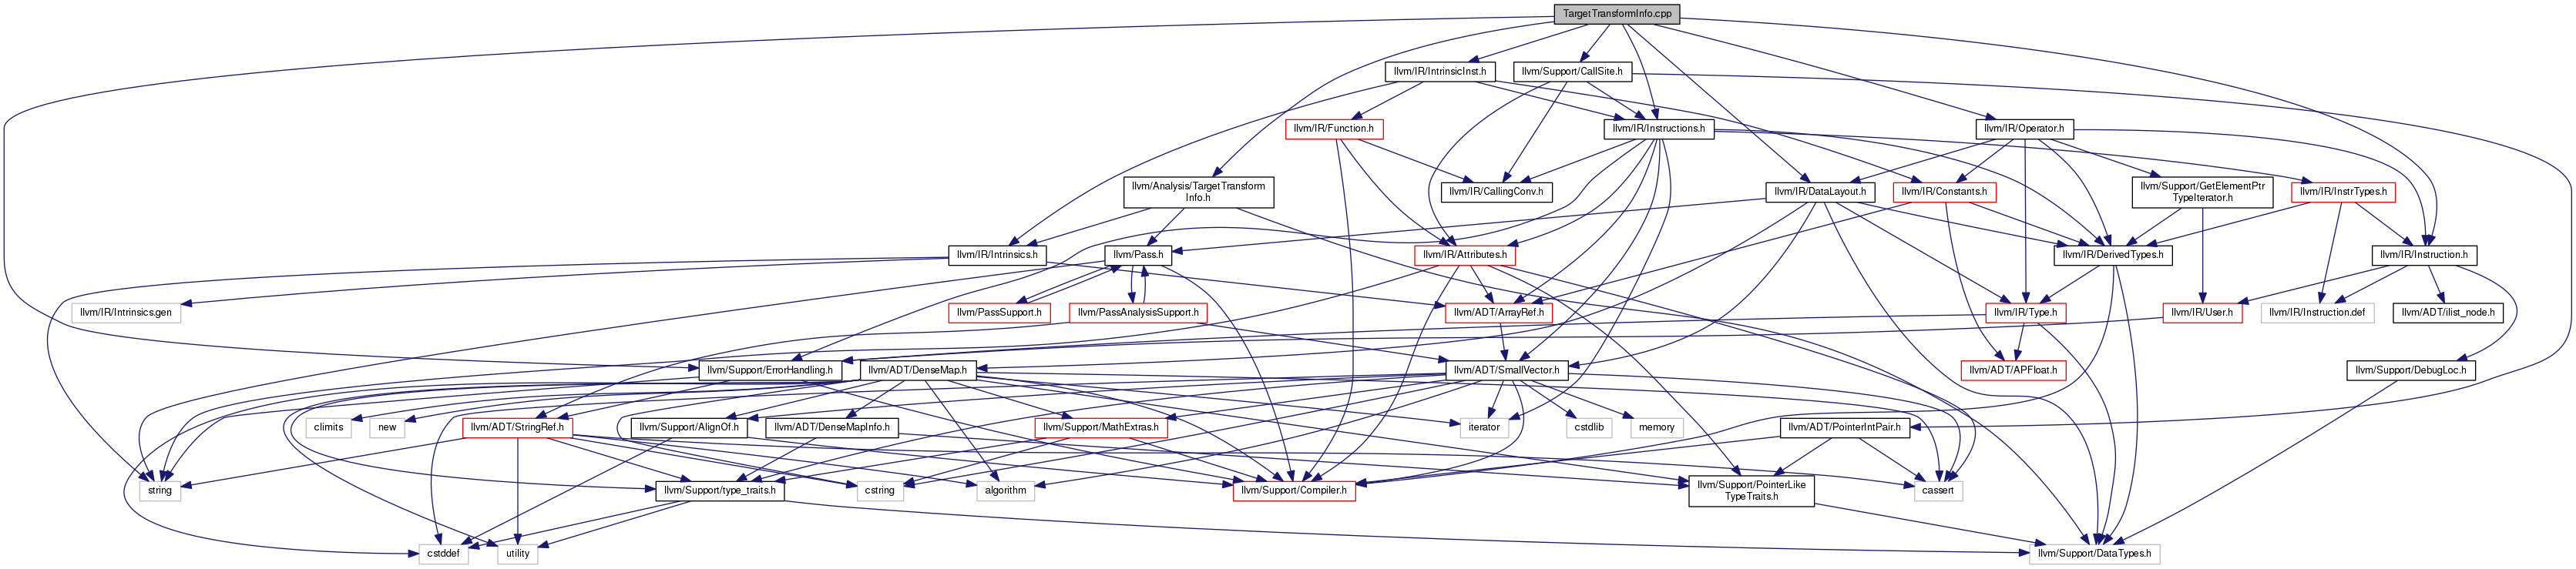 TargetTransformInfo.cpp
llvm/IR/IntrinsicInst.h
llvm/Support/CallSite.h
llvm/IR/Function.h
llvm/IR/Instructions.h
llvm/IR/Operator.h
llvm/Analysis/TargetTransform
Info.h
llvm/IR/CallingConv.h
llvm/IR/DataLayout.h
llvm/IR/Constants.h
llvm/Support/GetElementPtr
TypeIterator.h
llvm/IR/InstrTypes.h
llvm/IR/Intrinsics.h
llvm/Pass.h
llvm/IR/Attributes.h
llvm/IR/DerivedTypes.h
llvm/IR/Instruction.h
llvm/IR/Intrinsics.gen
llvm/PassSupport.h
llvm/PassAnalysisSupport.h
llvm/ADT/ArrayRef.h
llvm/IR/Type.h
llvm/IR/User.h
llvm/IR/Instruction.def
llvm/ADT/ilist_node.h
llvm/Support/ErrorHandling.h
llvm/ADT/DenseMap.h
llvm/ADT/SmallVector.h
llvm/ADT/APFloat.h
llvm/Support/DebugLoc.h
climits
new
llvm/ADT/StringRef.h
llvm/Support/AlignOf.h
llvm/ADT/DenseMapInfo.h
llvm/Support/MathExtras.h
iterator
cstdlib
memory
llvm/ADT/PointerIntPair.h
string
llvm/Support/type_traits.h
cstring
algorithm
llvm/Support/Compiler.h
llvm/Support/PointerLike
TypeTraits.h
cassert
cstddef
utility
llvm/Support/DataTypes.h